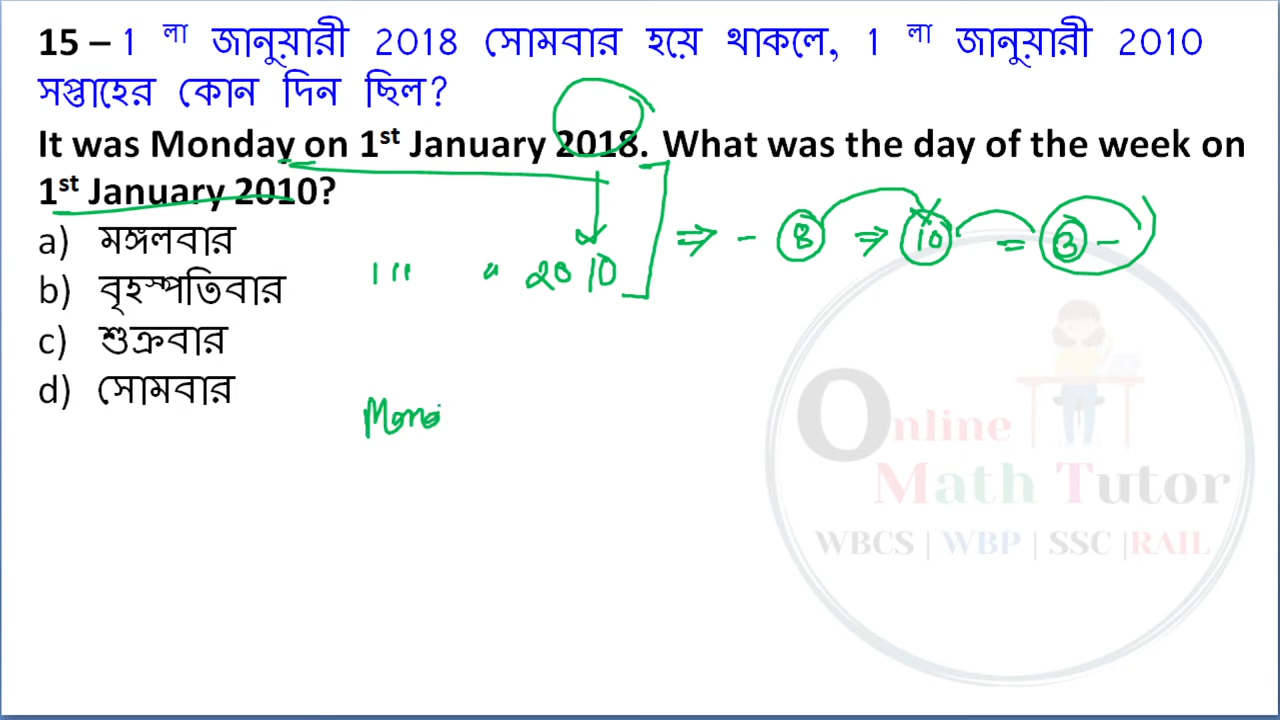 15 – 1 লা জানুয়ারী 2018 সোমবার হয়ে থাকলে, 1 লা জানুয়ারী 2010
সপ্তাহের কোন দিন ছিল?
It was Monday on 1st January 2018. What was the day of the week on
1st January 2010?
⇒ - 8 ⇒ 10 = 3 -
a) মঙ্গলবার
1 " " " 2010
b) বৃহস্পতিবার
c) শুক্রবার
d) সোমবার
Online
Math Tutor
WBCS | WBP | SSC |RAIL